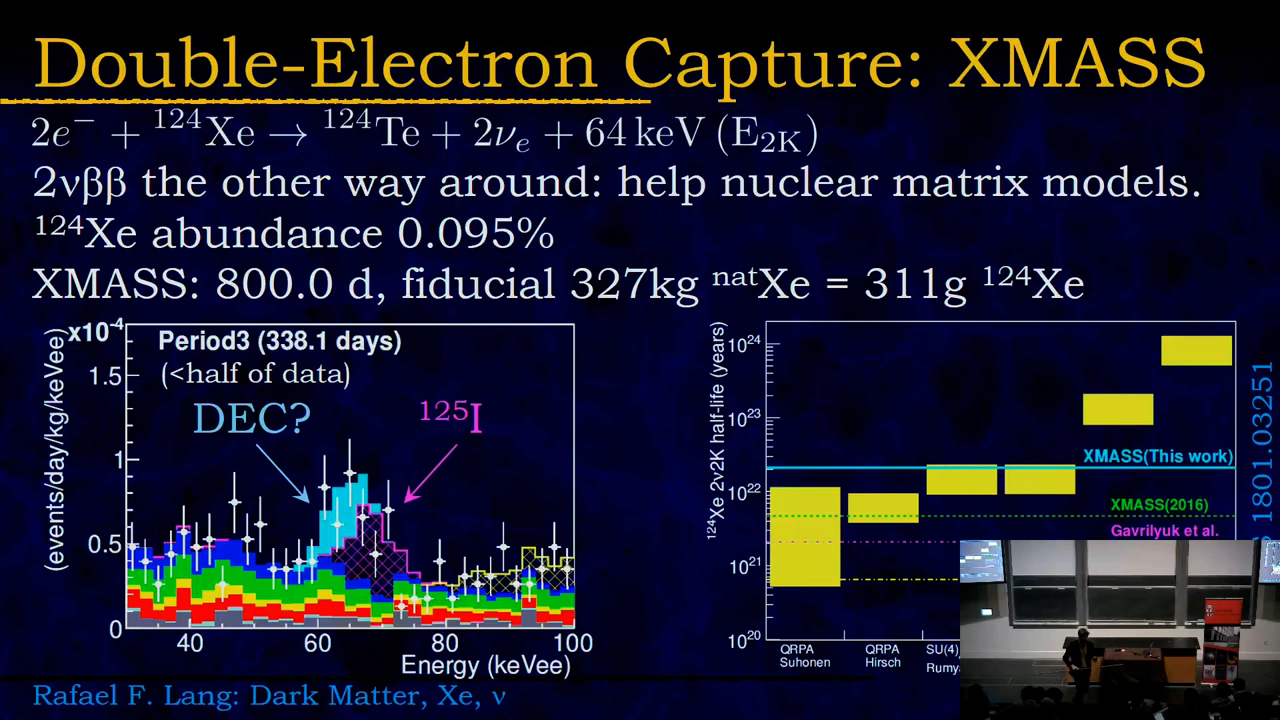 Double-Electron Capture: XMASS
2e⁻ + ¹²⁴Xe → ¹²⁴Te + 2νₑ + 64 keV (E₂K)
2νββ the other way around: help nuclear matrix models.
¹²⁴Xe abundance 0.095%
XMASS: 800.0 d, fiducial 327kg ⁿᵃᵗXe = 311g ¹²⁴Xe
x10⁻⁴
Period3 (338.1 days)
(<half of data)
DEC?
¹²⁵I
(events/day/kg/keVee)
1.5
1
0.5
0
40
60
80
100
Energy (keVee)
¹²⁴Xe 2ν2K half-life (years)
10²⁴
10²³
10²²
10²¹
10²⁰
XMASS(This work)
XMASS(2016)
Gavrilyuk et al.
QRPA
Suhonen
QRPA
Hirsch
SU(4)
1801.03251
Rafael F. Lang: Dark Matter, Xe, ν